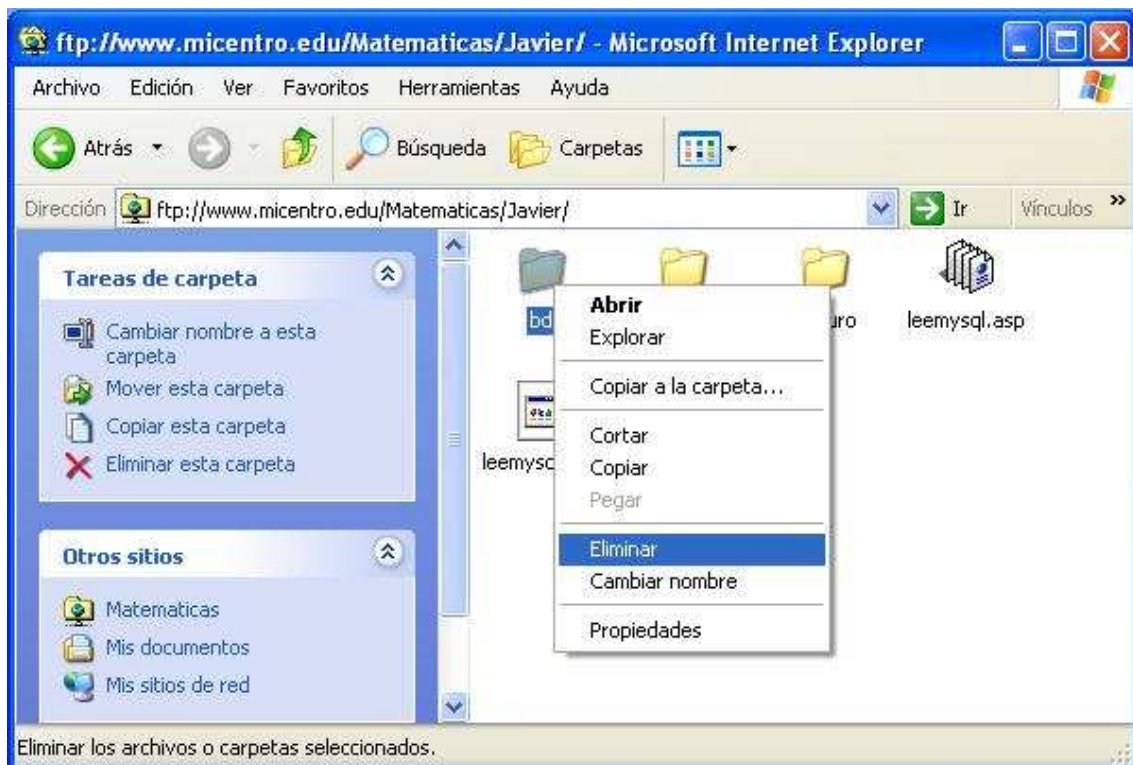 ftp://www.micentro.edu/Matematicas/Javier/ - Microsoft Internet Explorer
Archivo Edición Ver Favoritos Herramientas Ayuda
Atrás Búsqueda Carpetas
Dirección ftp://www.micentro.edu/Matematicas/Javier/ Ir Vínculos »
Tareas de carpeta
Cambiar nombre a esta
carpeta
Mover esta carpeta
Copiar esta carpeta
Eliminar esta carpeta
Otros sitios
Matematicas
Mis documentos
Mis sitios de red
bd
uro
leemysql.asp
leemysq
Abrir
Explorar
Copiar a la carpeta...
Cortar
Copiar
Pegar
Eliminar
Cambiar nombre
Propiedades
Eliminar los archivos o carpetas seleccionados.